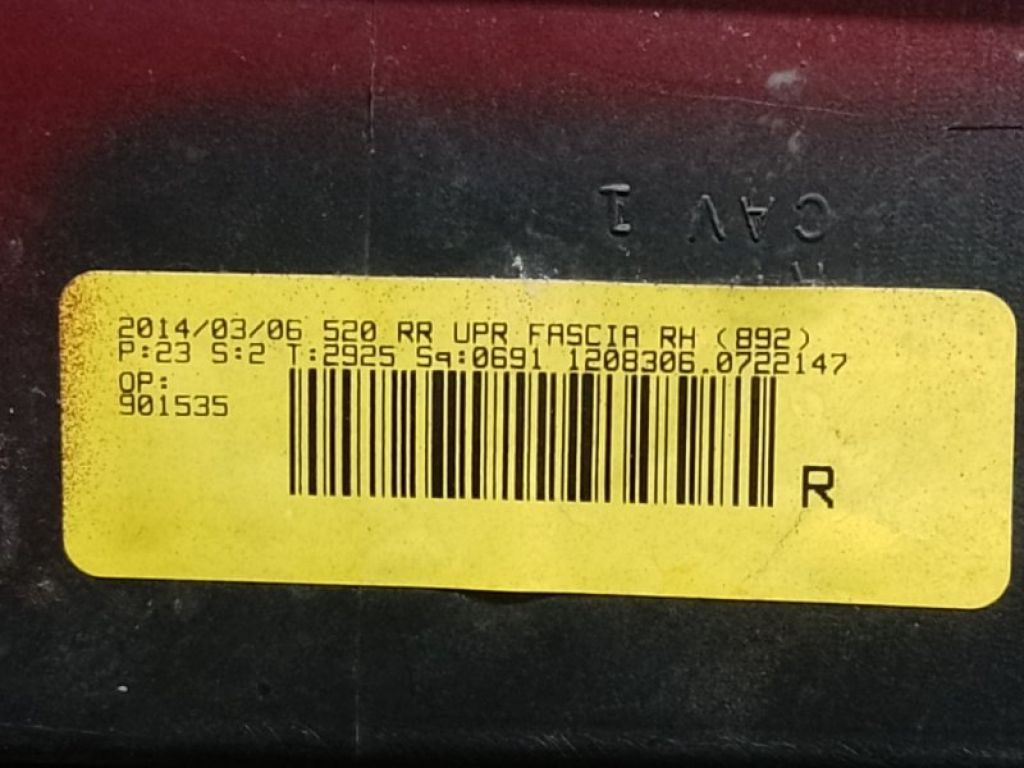 CAV 1
2014/03/06 520 RR UPR FASCIA RH (892)
P:23 S:2 T:2925 Sq:0691 1208306.0722147
OP:
901535
R